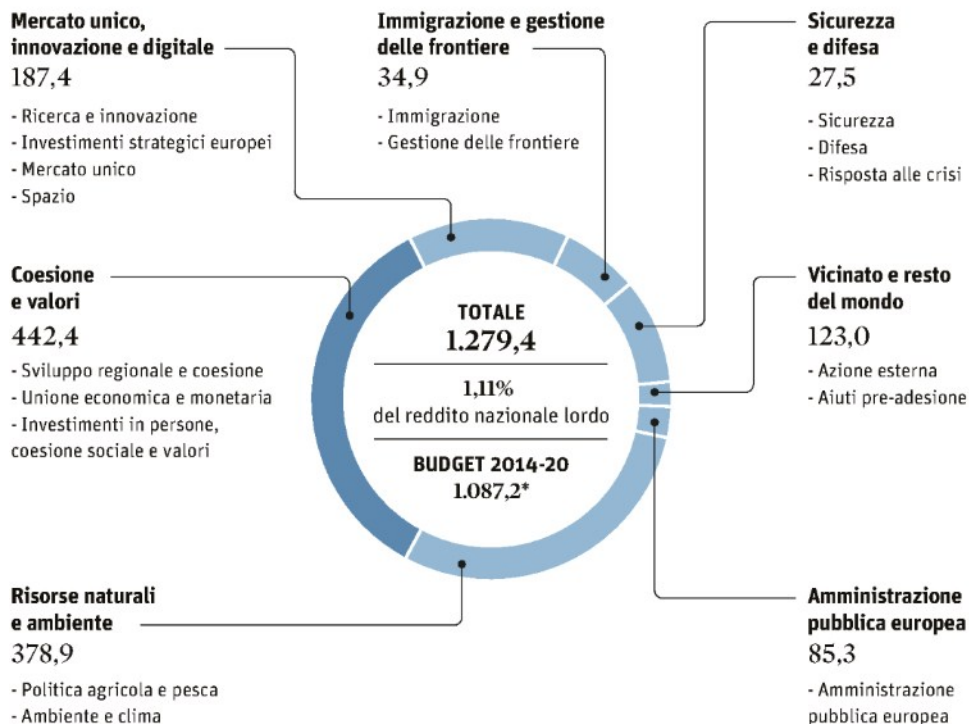 Mercato unico,
innovazione e digitale
187,4
- Ricerca e innovazione
- Investimenti strategici europei
- Mercato unico
- Spazio
Immigrazione e gestione
delle frontiere
34,9
- Immigrazione
- Gestione delle frontiere
Sicurezza
e difesa
27,5
- Sicurezza
- Difesa
- Risposta alle crisi
Coesione
e valori
442,4
- Sviluppo regionale e coesione
- Unione economica e monetaria
- Investimenti in persone,
coesione sociale e valori
TOTALE
1.279,4
1,11%
del reddito nazionale lordo
BUDGET 2014-20
1.087,2*
Vicinato e resto
del mondo
123,0
- Azione esterna
- Aiuti pre-adesione
Risorse naturali
e ambiente
378,9
- Politica agricola e pesca
- Ambiente e clima
Amministrazione
pubblica europea
85,3
- Amministrazione
pubblica europea